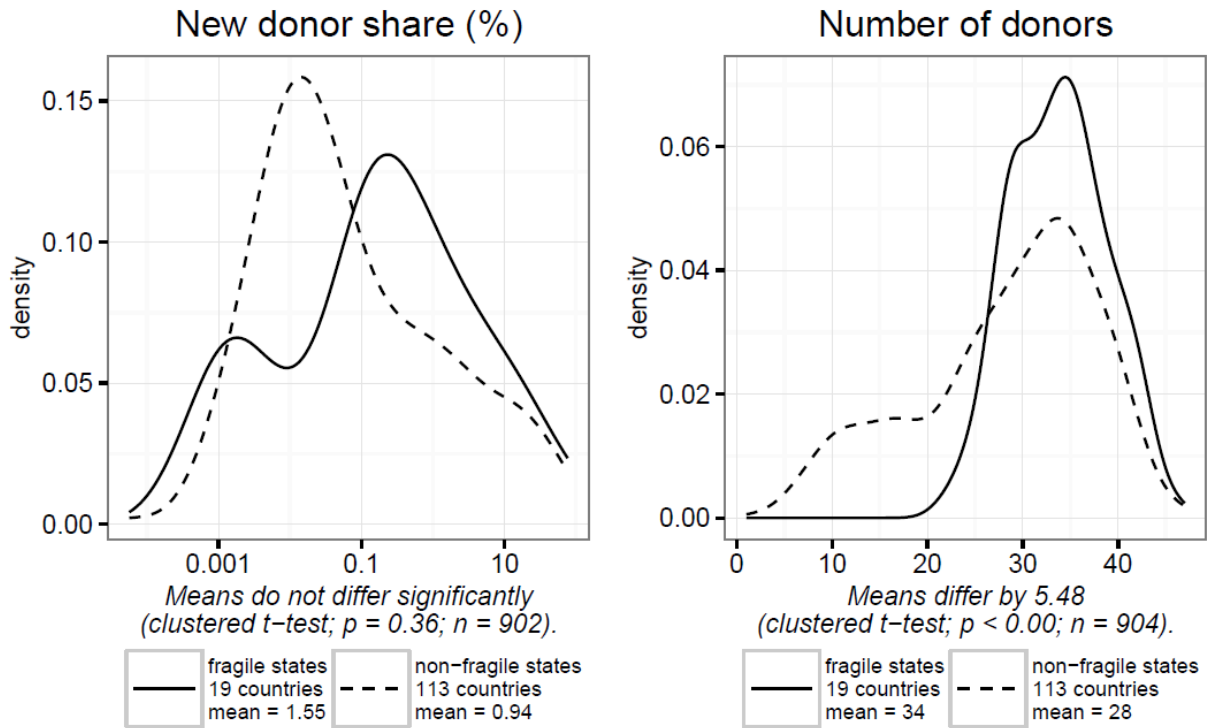 New donor share (%)
density
0.15
0.10
0.05
0.00
0.001
0.1
10
Means do not differ significantly
(clustered t−test; p = 0.36; n = 902).
fragile states
19 countries
mean = 1.55
non−fragile states
113 countries
mean = 0.94
Number of donors
density
0.06
0.04
0.02
0.00
0
10
20
30
40
Means differ by 5.48
(clustered t−test; p < 0.00; n = 904).
fragile states
19 countries
mean = 34
non−fragile states
113 countries
mean = 28